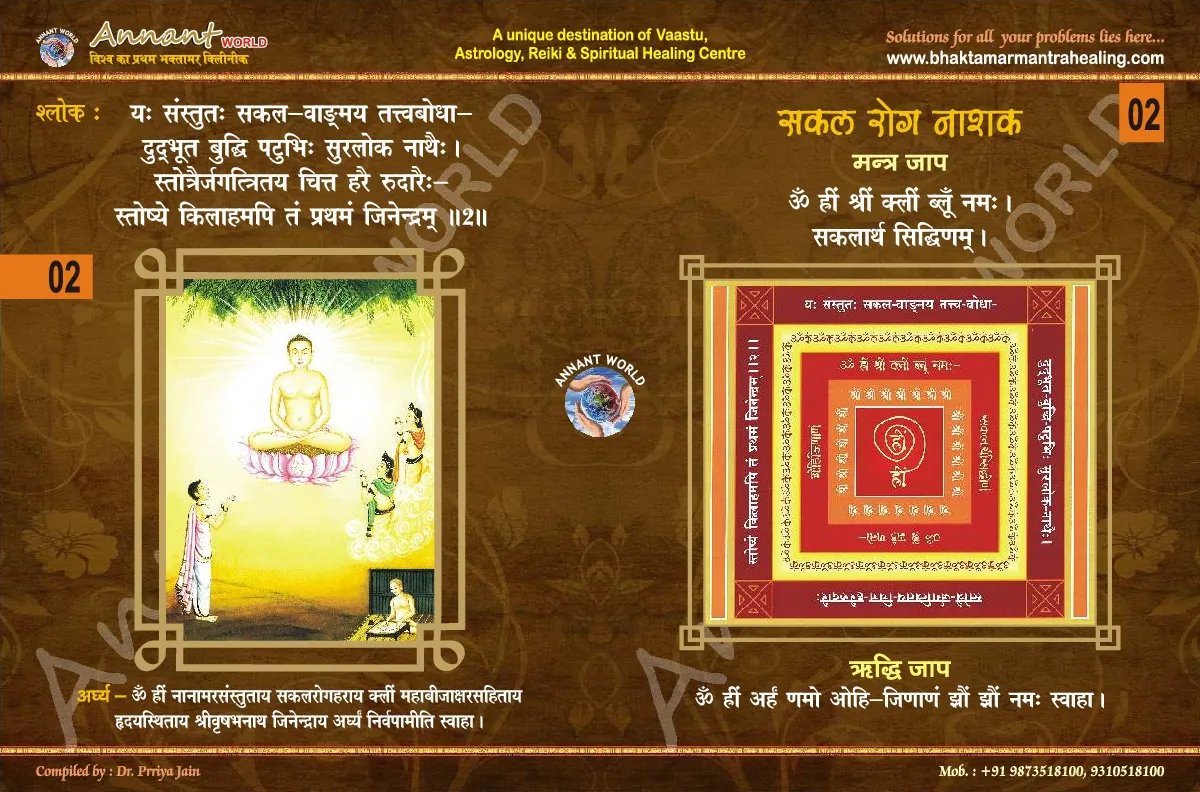 ANNANT WORLD
Annant WORLD
विश्व का प्रथम भक्तामर क्लिनीक
A unique destination of Vaastu,
Astrology, Reiki & Spiritual Healing Centre
Solutions for all your problems lies here...
www.bhaktamarmantrahealing.com
श्लोक : यः संस्तुतः सकल–वाङ्मय तत्त्वबोधा–
दुद्भूत बुद्धि पटुभिः सुरलोक नाथैः।
स्तोत्रैर्जगत्त्रितय चित्त हरै रुदारैः–
स्तोष्ये किलाहमपि तं प्रथमं जिनेन्द्रम् ॥2॥
02
अर्घ्य – ॐ ह्रीं नानामरसंस्तुताय सकलरोगहराय क्लीं महाबीजाक्षरसहिताय
हृदयस्थिताय श्रीवृषभनाथ जिनेन्द्राय अर्घ्यं निर्वपामीति स्वाहा।
ANNANT WORLD
02
सकल रोग नाशक
मन्त्र जाप
ॐ ह्रीं श्रीं क्लीं ब्लूँ नमः।
सकलार्थ सिद्धिणम्।
यः संस्तुतः सकल-वाङ्मय तत्त्व-बोधा-
दुद्भूत-बुद्धि-पटुभिः सुरलोक-नाथैः।
स्तोष्ये किलाहमपि तं प्रथमं जिनेन्द्रम्॥२॥
ॐ ह्रीं श्रीं क्लीं ब्लूं नमः-
श्रीं श्रीं श्रीं श्रीं श्रीं श्रीं श्रीं
ह्रीं
ऋद्धि जाप
ॐ ह्रीं अर्हं णमो ओहि–जिणाणं झ्रौं झ्रौं नमः स्वाहा।
Compiled by : Dr. Prriya Jain
Mob. : +91 9873518100, 9310518100